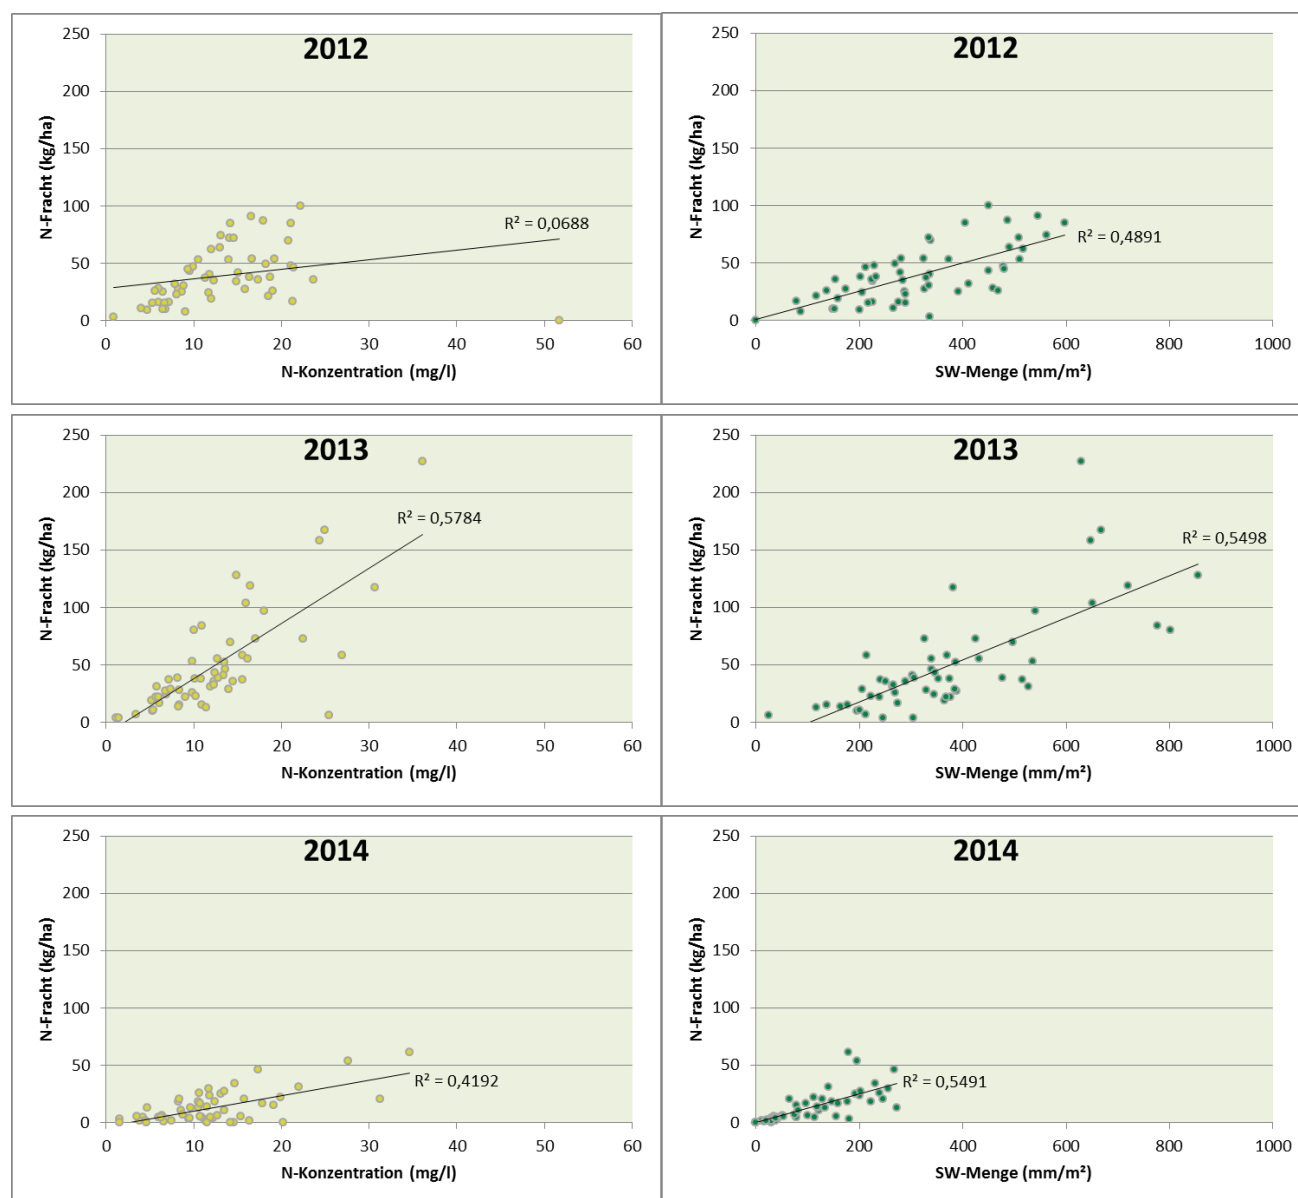 2012
N-Fracht (kg/ha)
250
200
150
100
50
0
R² = 0,0688
0 10 20 30 40 50 60
N-Konzentration (mg/l)
2012
N-Fracht (kg/ha)
250
200
150
100
50
0
R² = 0,4891
0 200 400 600 800 1000
SW-Menge (mm/m²)
2013
N-Fracht (kg/ha)
250
200
150
100
50
0
R² = 0,5784
0 10 20 30 40 50 60
N-Konzentration (mg/l)
2013
N-Fracht (kg/ha)
250
200
150
100
50
0
R² = 0,5498
0 200 400 600 800 1000
SW-Menge (mm/m²)
2014
N-Fracht (kg/ha)
250
200
150
100
50
0
R² = 0,4192
0 10 20 30 40 50 60
N-Konzentration (mg/l)
2014
N-Fracht (kg/ha)
250
200
150
100
50
0
R² = 0,5491
0 200 400 600 800 1000
SW-Menge (mm/m²)